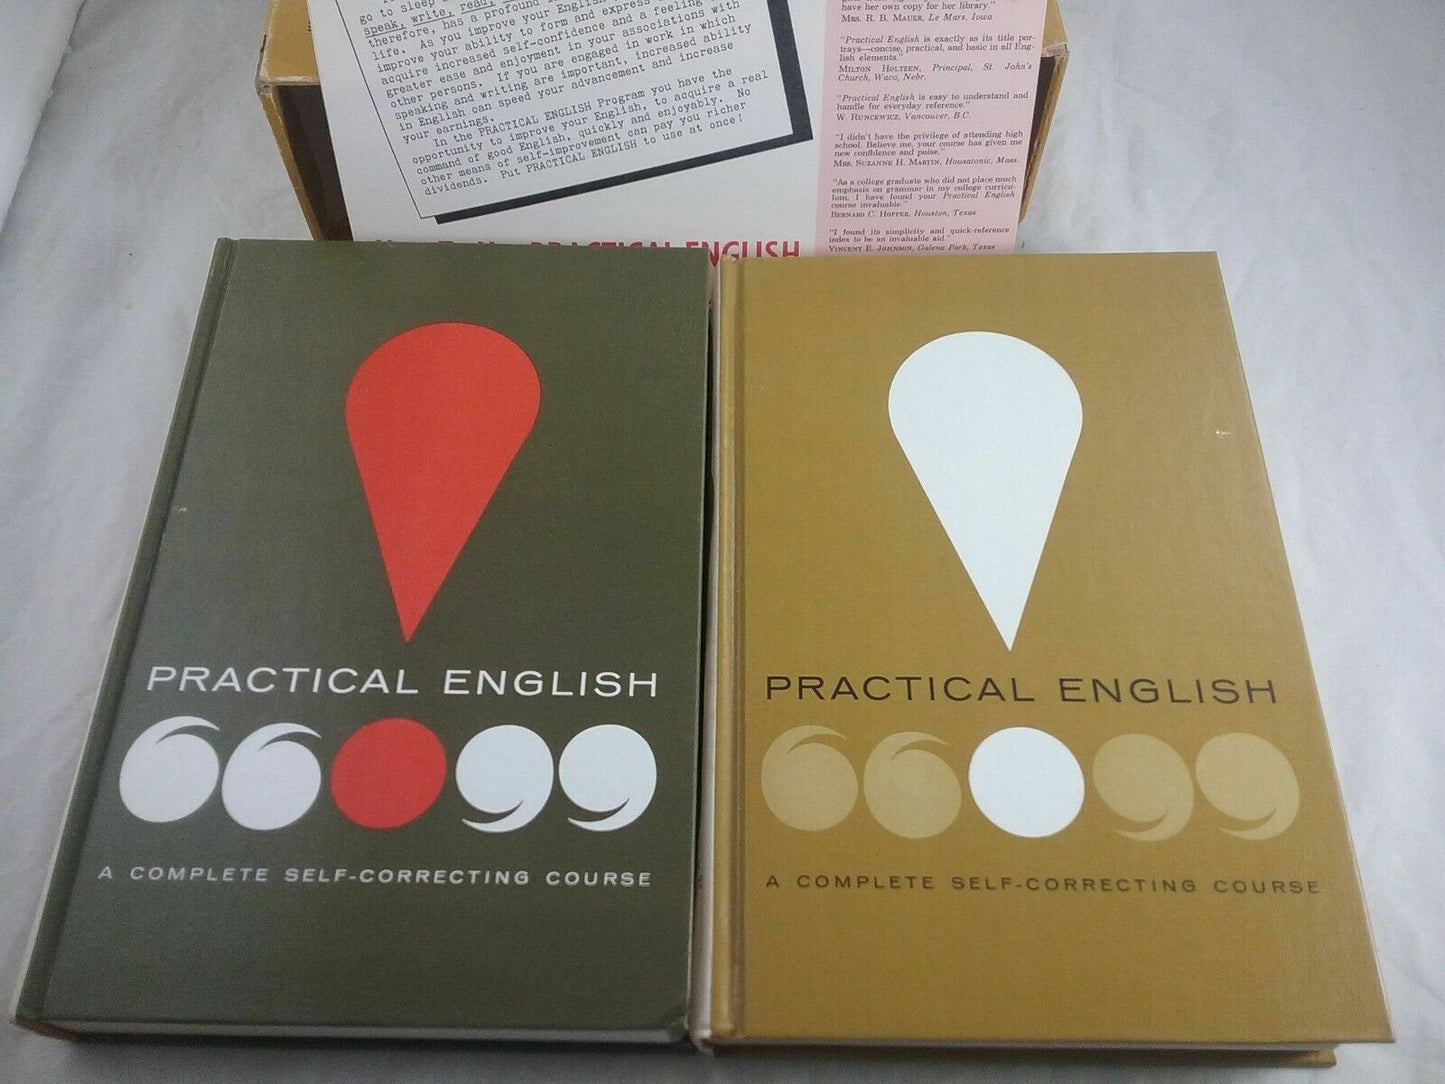 go to sleep
speak, write, read
therefore, has a profound
life. As you improve your English
improve your ability to form and express
acquire increased self-confidence and a feeling
greater ease and enjoyment in your associations with
other persons. If you are engaged in work in which
speaking and writing are important, increased ability
in English can speed your advancement and increase
your earnings.
In the PRACTICAL ENGLISH Program you have the
opportunity to improve your English, to acquire a real
command of good English, quickly and enjoyably. No
other means of self-improvement can pay you richer
dividends. Put PRACTICAL ENGLISH to use at once!
PRACTICAL ENGLISH
have her own copy for her library."
MRS. R. B. MAUER, Le Mars, Iowa
"Practical English is exactly as its title por-
trays—concise, practical, and basic in all Eng-
lish elements."
MILTON HOLTZEN, Principal, St. John's
Church, Waco, Nebr.
"Practical English is easy to understand and
handle for everyday reference."
W. RUNCEWICZ, Vancouver, B.C.
"I didn't have the privilege of attending high
school. Believe me, your course has given me
new confidence and poise."
MRS. SUZANNE H. MARTIN, Housatonic, Mass.
"As a college graduate who did not place much
emphasis on grammar in my college curricu-
lum, I have found your Practical English
course invaluable."
BERNARD C. HOPPER, Houston, Texas
"I found its simplicity and quick-reference
index to be an invaluable aid."
VINCENT E. JOHNSON, Galena Park, Texas
!
PRACTICAL ENGLISH
“ ”
A COMPLETE SELF-CORRECTING COURSE
!
PRACTICAL ENGLISH
“ ”
A COMPLETE SELF-CORRECTING COURSE